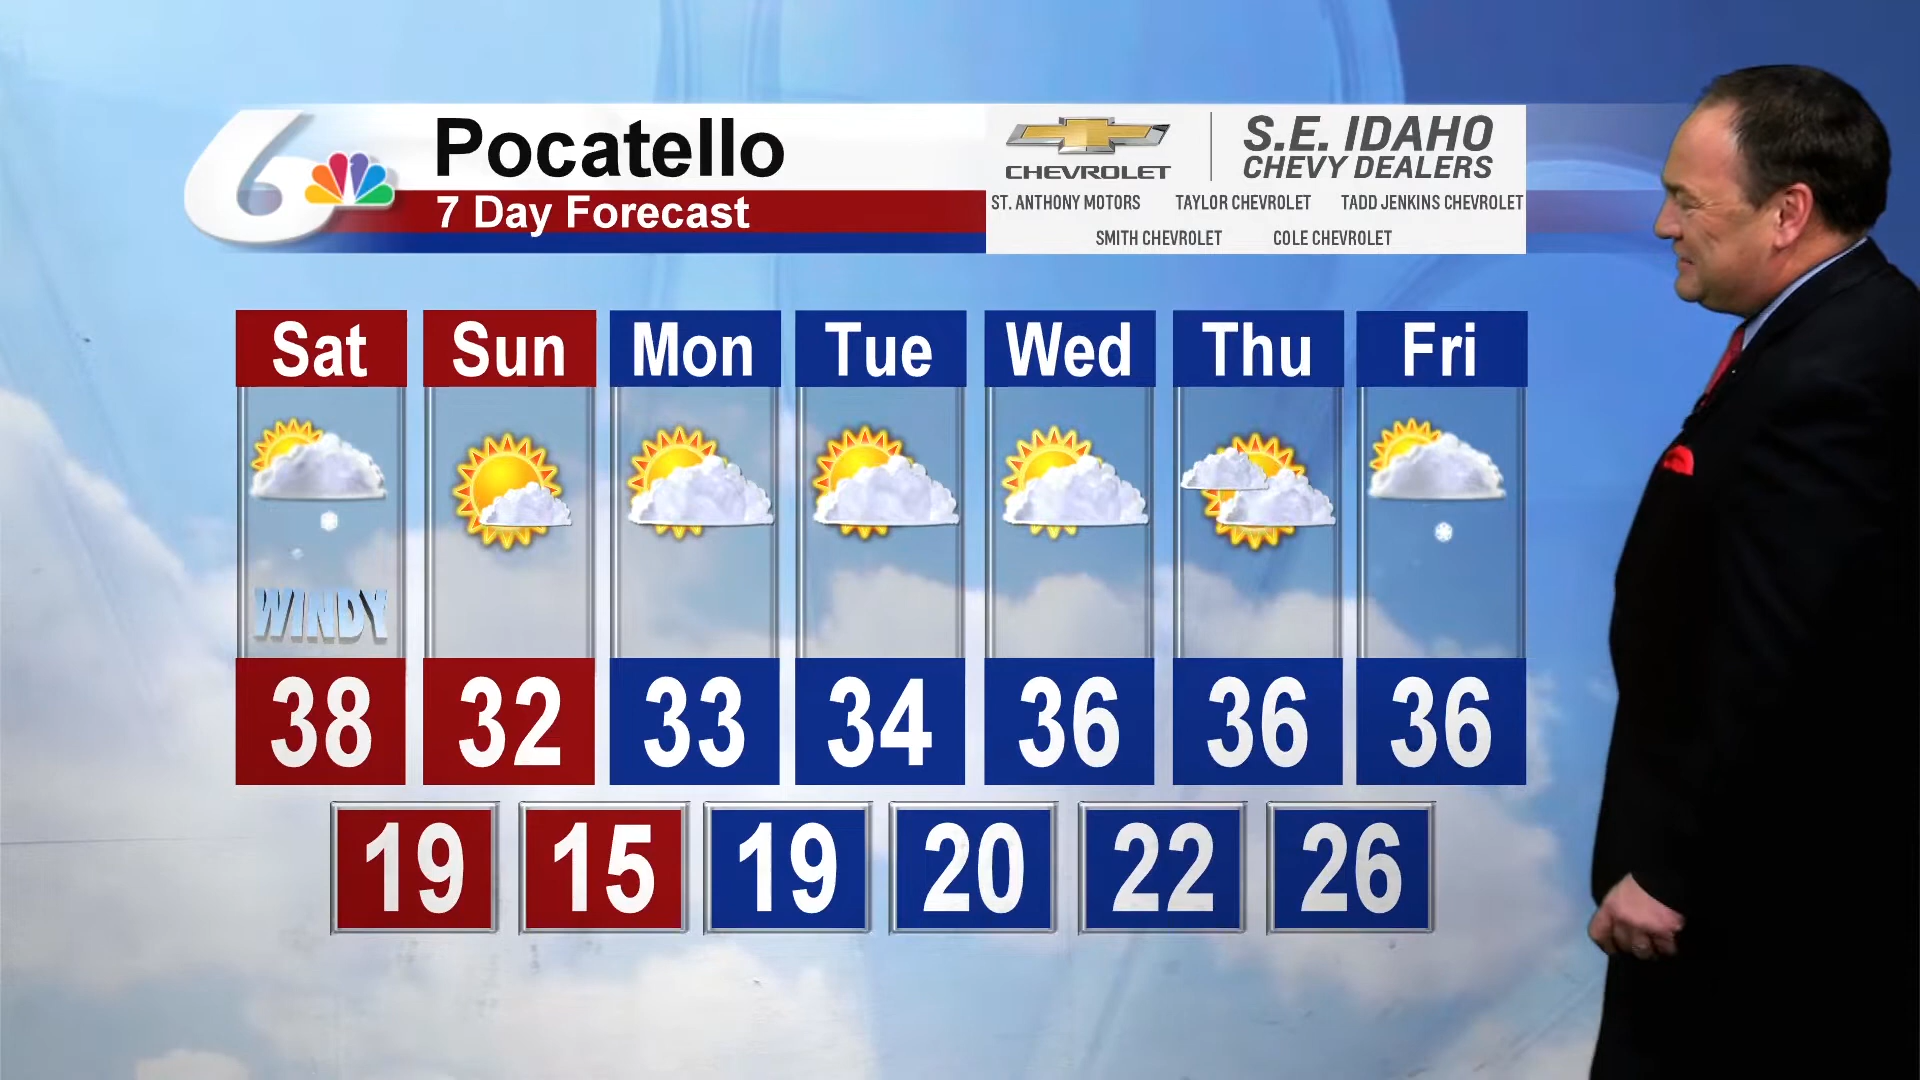 6
Pocatello
7 Day Forecast
CHEVROLET
S.E. IDAHO
CHEVY DEALERS
ST. ANTHONY MOTORS TAYLOR CHEVROLET TADD JENKINS CHEVROLET
SMITH CHEVROLET COLE CHEVROLET
Sat Sun Mon Tue Wed Thu Fri
WINDY
38 32 33 34 36 36 36
19 15 19 20 22 26